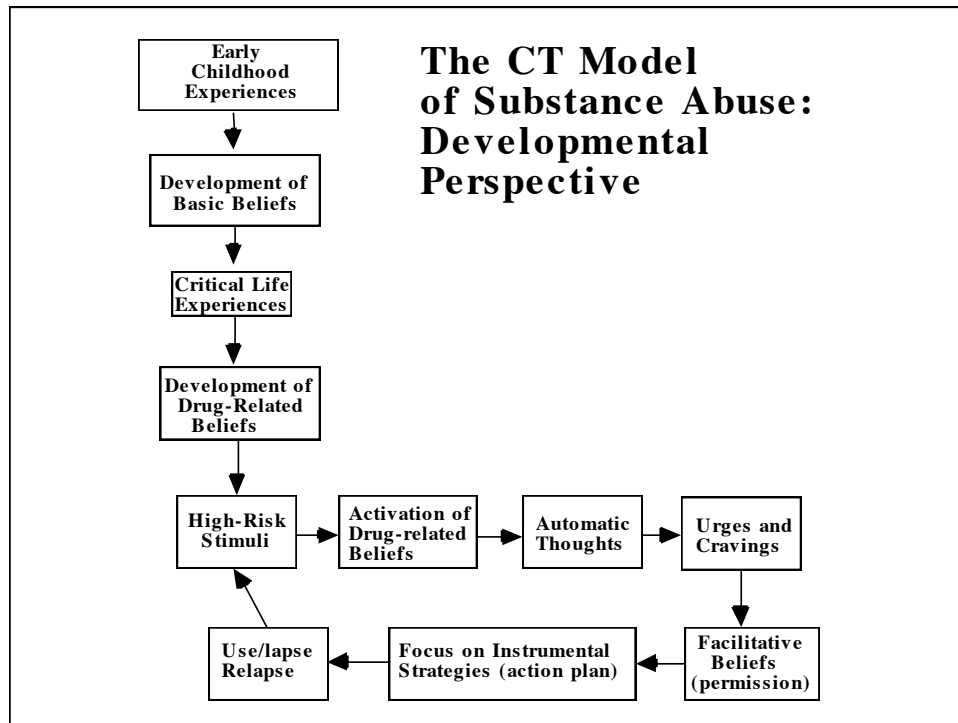 The CT Model
of Substance Abuse:
Developmental
Perspective
Early
Childhood
Experiences
Development of
Basic Beliefs
Critical Life
Experiences
Development of
Drug-Related
Beliefs
High-Risk
Stimuli
Activation of
Drug-related
Beliefs
Automatic
Thoughts
Urges and
Cravings
Facilitative
Beliefs
(permission)
Focus on Instrumental
Strategies (action plan)
Use/lapse
Relapse